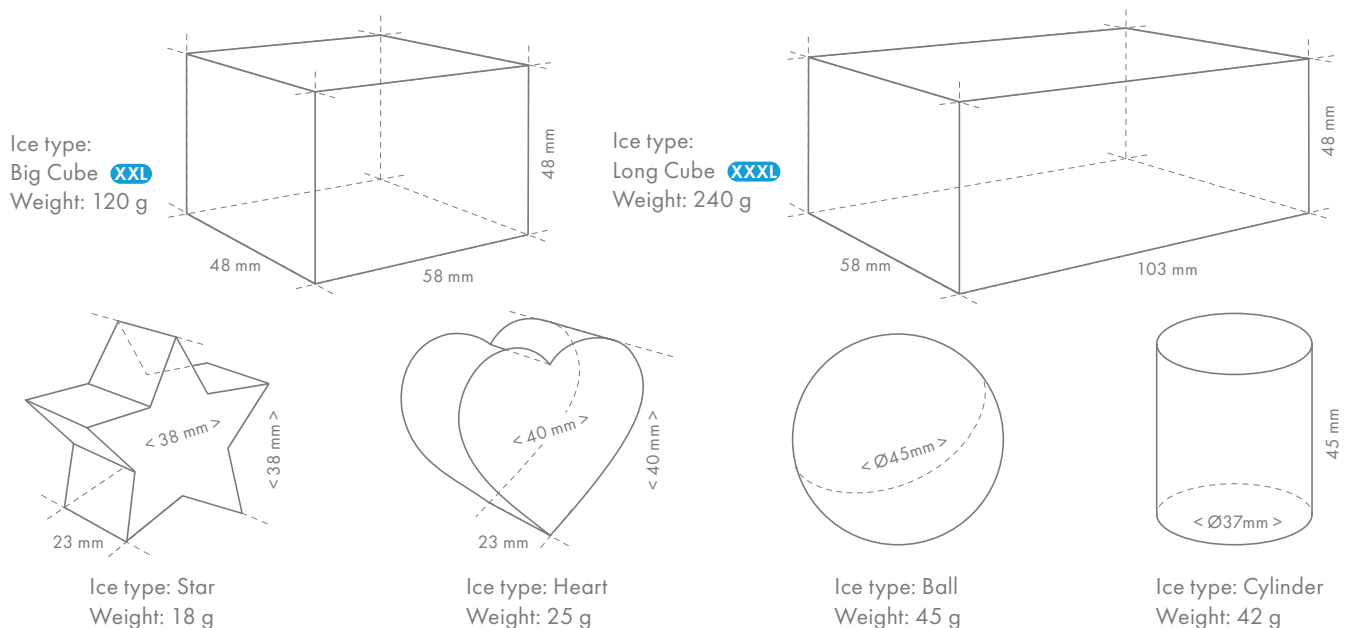 Ice type:
Big Cube XXL
Weight: 120 g
48 mm
58 mm
48 mm
Ice type:
Long Cube XXXL
Weight: 240 g
58 mm
103 mm
48 mm
< 38 mm >
< 38 mm >
23 mm
Ice type: Star
Weight: 18 g
< 40 mm >
< 40 mm >
23 mm
Ice type: Heart
Weight: 25 g
< Ø45mm >
Ice type: Ball
Weight: 45 g
45 mm
< Ø37mm >
Ice type: Cylinder
Weight: 42 g